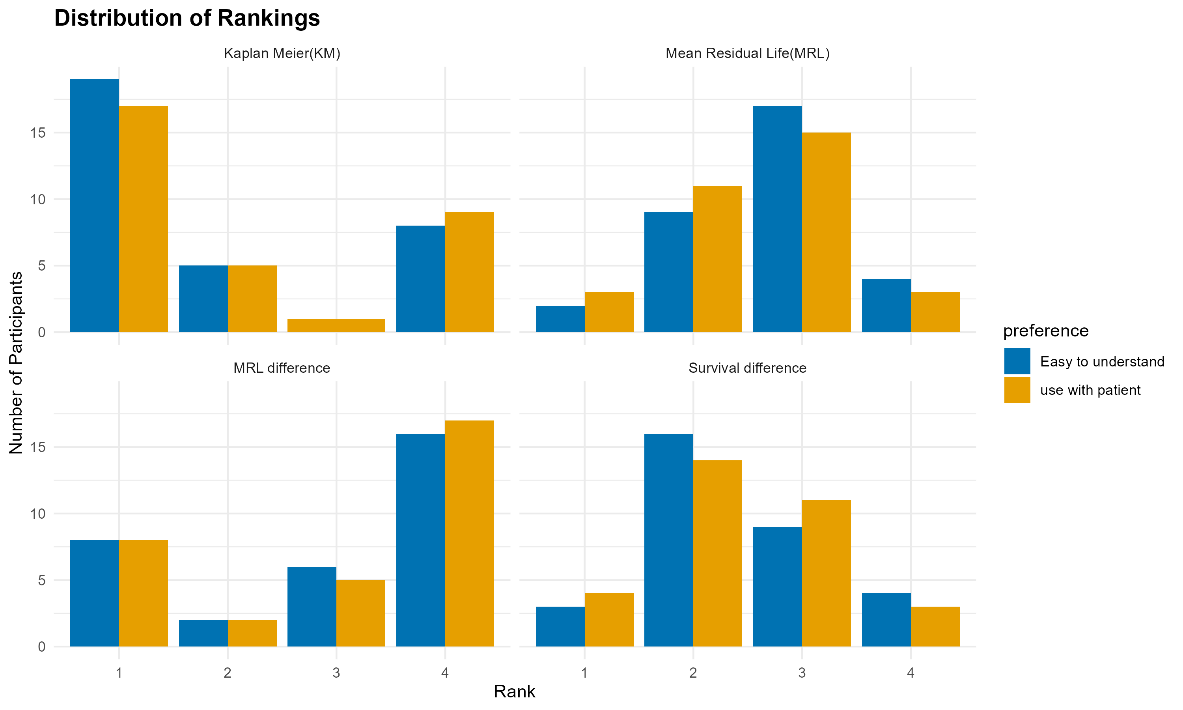 Distribution of Rankings
Kaplan Meier(KM)
Mean Residual Life(MRL)
15
10
5
0
MRL difference
Survival difference
15
10
5
0
1
2
3
4
1
2
3
4
Number of Participants
Rank
preference
Easy to understand
use with patient